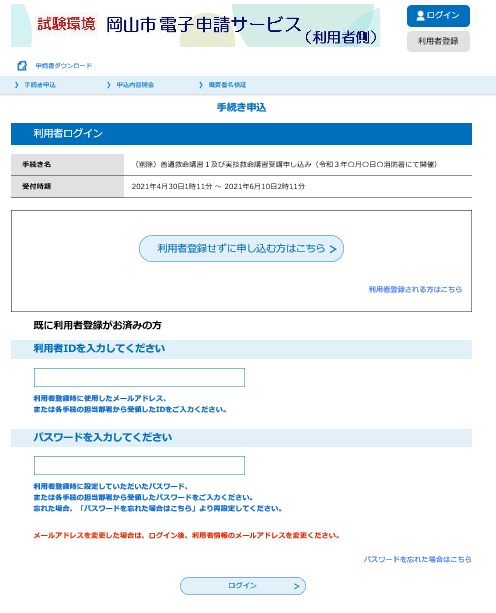 試験環境 岡山市電子申請サービス
(利用者側)
ログイン
利用者登録
申請書ダウンロード
手続き申込
申込内容照会
職責署名検証
手続き申込
利用者ログイン
手続き名 （削除）普通救命講習１及び実技救命講習受講申し込み（令和３年〇月〇日〇消防署にて開催）
受付時期 2021年4月30日1時11分 ～ 2021年6月10日2時11分
利用者登録せずに申し込む方はこちら
利用者登録される方はこちら
既に利用者登録がお済みの方
利用者IDを入力してください
利用者登録時に使用したメールアドレス、
または各手続の担当部署から受領したIDをご入力ください。
パスワードを入力してください
利用者登録時に設定していただいたパスワード、
または各手続の担当部署から受領したパスワードをご入力ください。
忘れた場合、「パスワードを忘れた場合はこちら」より再設定してください。
メールアドレスを変更した場合は、ログイン後、利用者情報のメールアドレスを変更ください。
パスワードを忘れた場合はこちら
ログイン